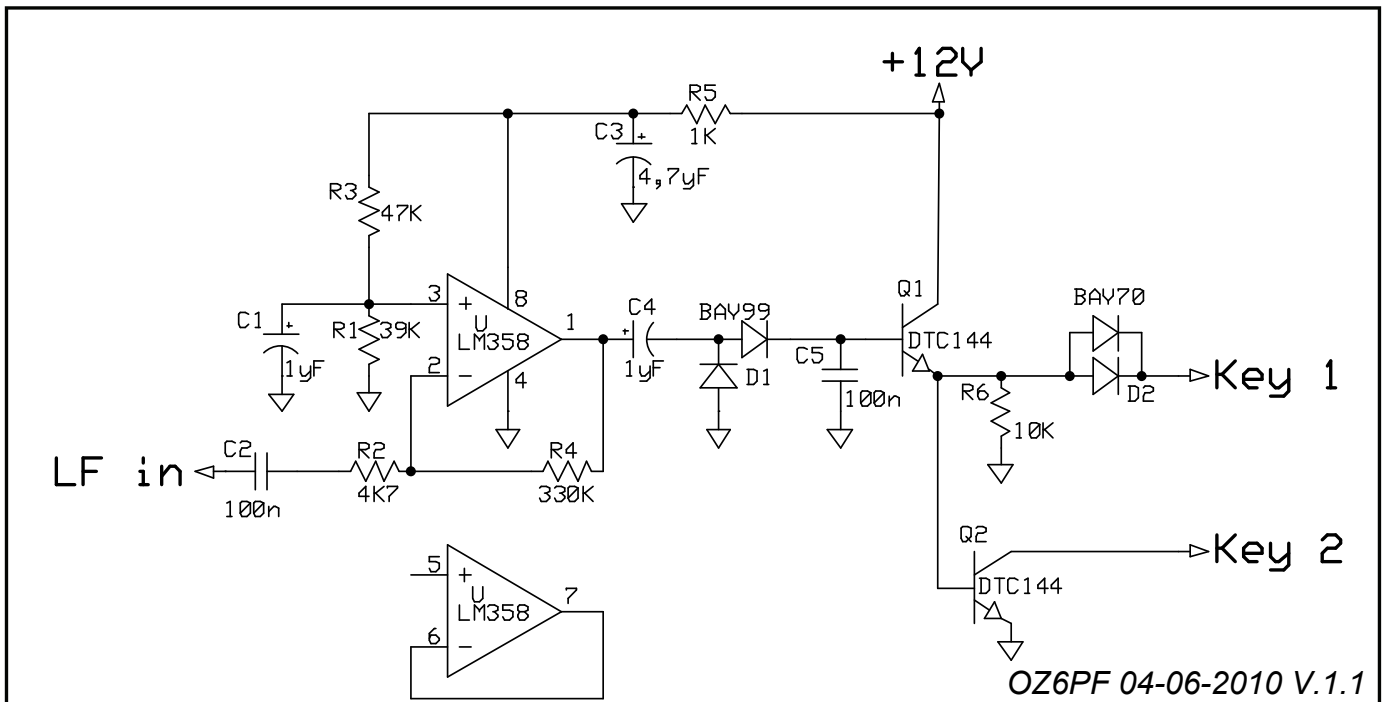 +12V
R5
1K
C3
+
4,7yF
R3
47K
3
+
8
U
LM358
1
C1
+
1yF
R1
39K
2
-
4
C4
+
1yF
BAV99
D1
C5
100n
Q1
DTC144
BAV70
D2
Key 1
R6
10K
C2
100n
LF in
R2
4K7
R4
330K
Q2
DTC144
Key 2
5
+
U
LM358
7
6
-
OZ6PF 04-06-2010 V.1.1